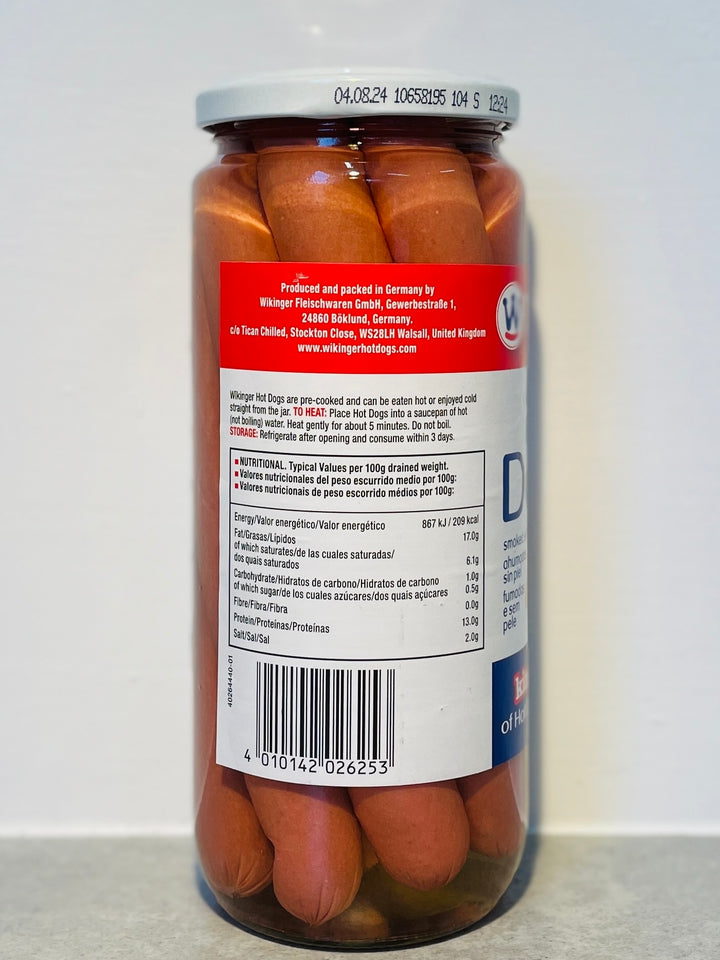 04.08.24 10658195 104 S 12:24
Produced and packed in Germany by
Wikinger Fleischwaren GmbH, Gewerbestraße 1,
24860 Böklund, Germany.
c/o Tican Chilled, Stockton Close, WS28LH Walsall, United Kingdom
www.wikingerhotdogs.com
Wikinger Hot Dogs are pre-cooked and can be eaten hot or enjoyed cold
straight from the jar. TO HEAT: Place Hot Dogs into a saucepan of hot
(not boiling) water. Heat gently for about 5 minutes. Do not boil.
STORAGE: Refrigerate after opening and consume within 3 days.
NUTRITIONAL. Typical Values per 100g drained weight.
Valores nutricionales del peso escurrido medio por 100g:
Valores nutricionais de peso escorrido médios por 100g:
Energy/Valor energético/Valor energético 867 kJ / 209 kcal
Fat/Grasas/Lípidos 17.0g
of which saturates/de las cuales saturadas/
dos quais saturados 6.1g
Carbohydrate/Hidratos de carbono/Hidratos de carbono 1.0g
of which sugar/de los cuales azúcares/dos quais açúcares 0.5g
Fibre/Fibra/Fibra 0.0g
Protein/Proteínas/Proteínas 13.0g
Salt/Sal/Sal 2.0g
40264440-01
4 010142 026253
W
D
smoked
sin piel
e sem
pele
of